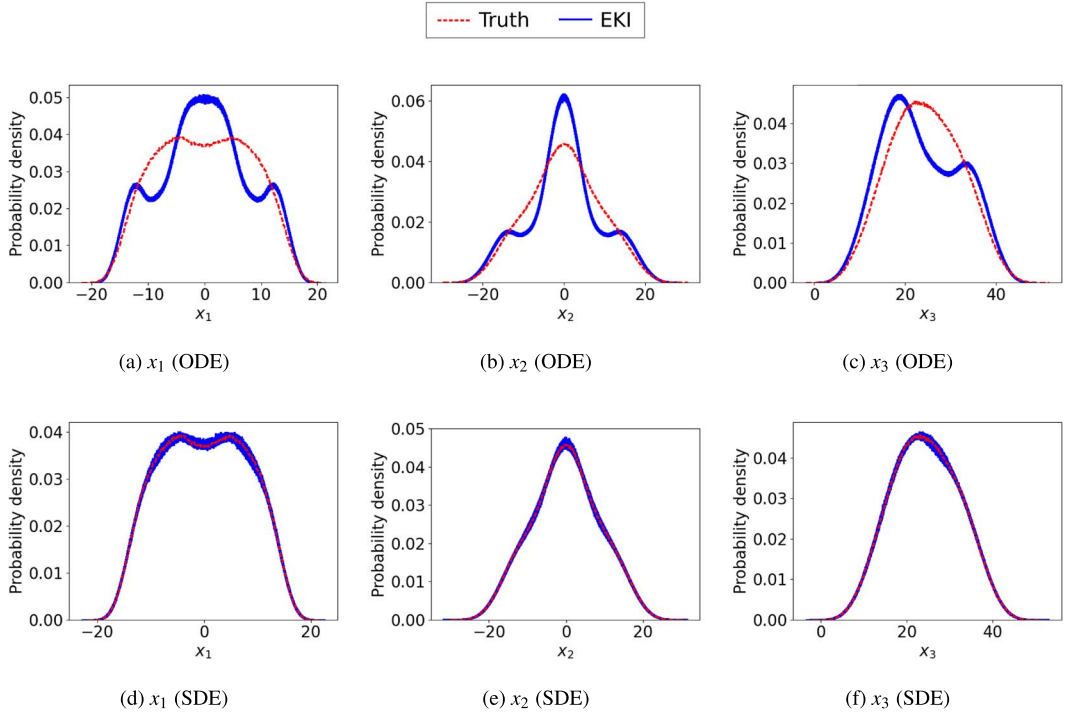 Truth EKI
Probability density
0.05
0.04
0.03
0.02
0.01
0.00
−20 −10 0 10 20
x₁
Probability density
0.06
0.04
0.02
0.00
−20 0 20
x₂
Probability density
0.04
0.03
0.02
0.01
0.00
0 20 40
x₃
(a) x₁ (ODE)
(b) x₂ (ODE)
(c) x₃ (ODE)
Probability density
0.04
0.03
0.02
0.01
0.00
−20 0 20
x₁
Probability density
0.05
0.04
0.03
0.02
0.01
0.00
−20 0 20
x₂
Probability density
0.04
0.03
0.02
0.01
0.00
0 20 40
x₃
(d) x₁ (SDE)
(e) x₂ (SDE)
(f) x₃ (SDE)